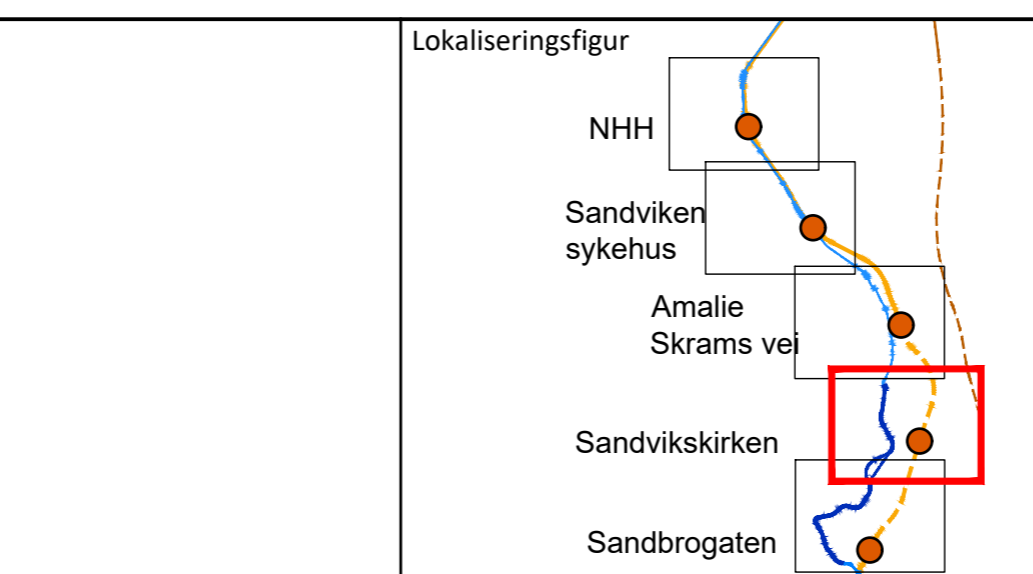 Lokaliseringsfigur
NHH
Sandviken
sykehus
Amalie
Skrams vei
Sandvikskirken
Sandbrogaten